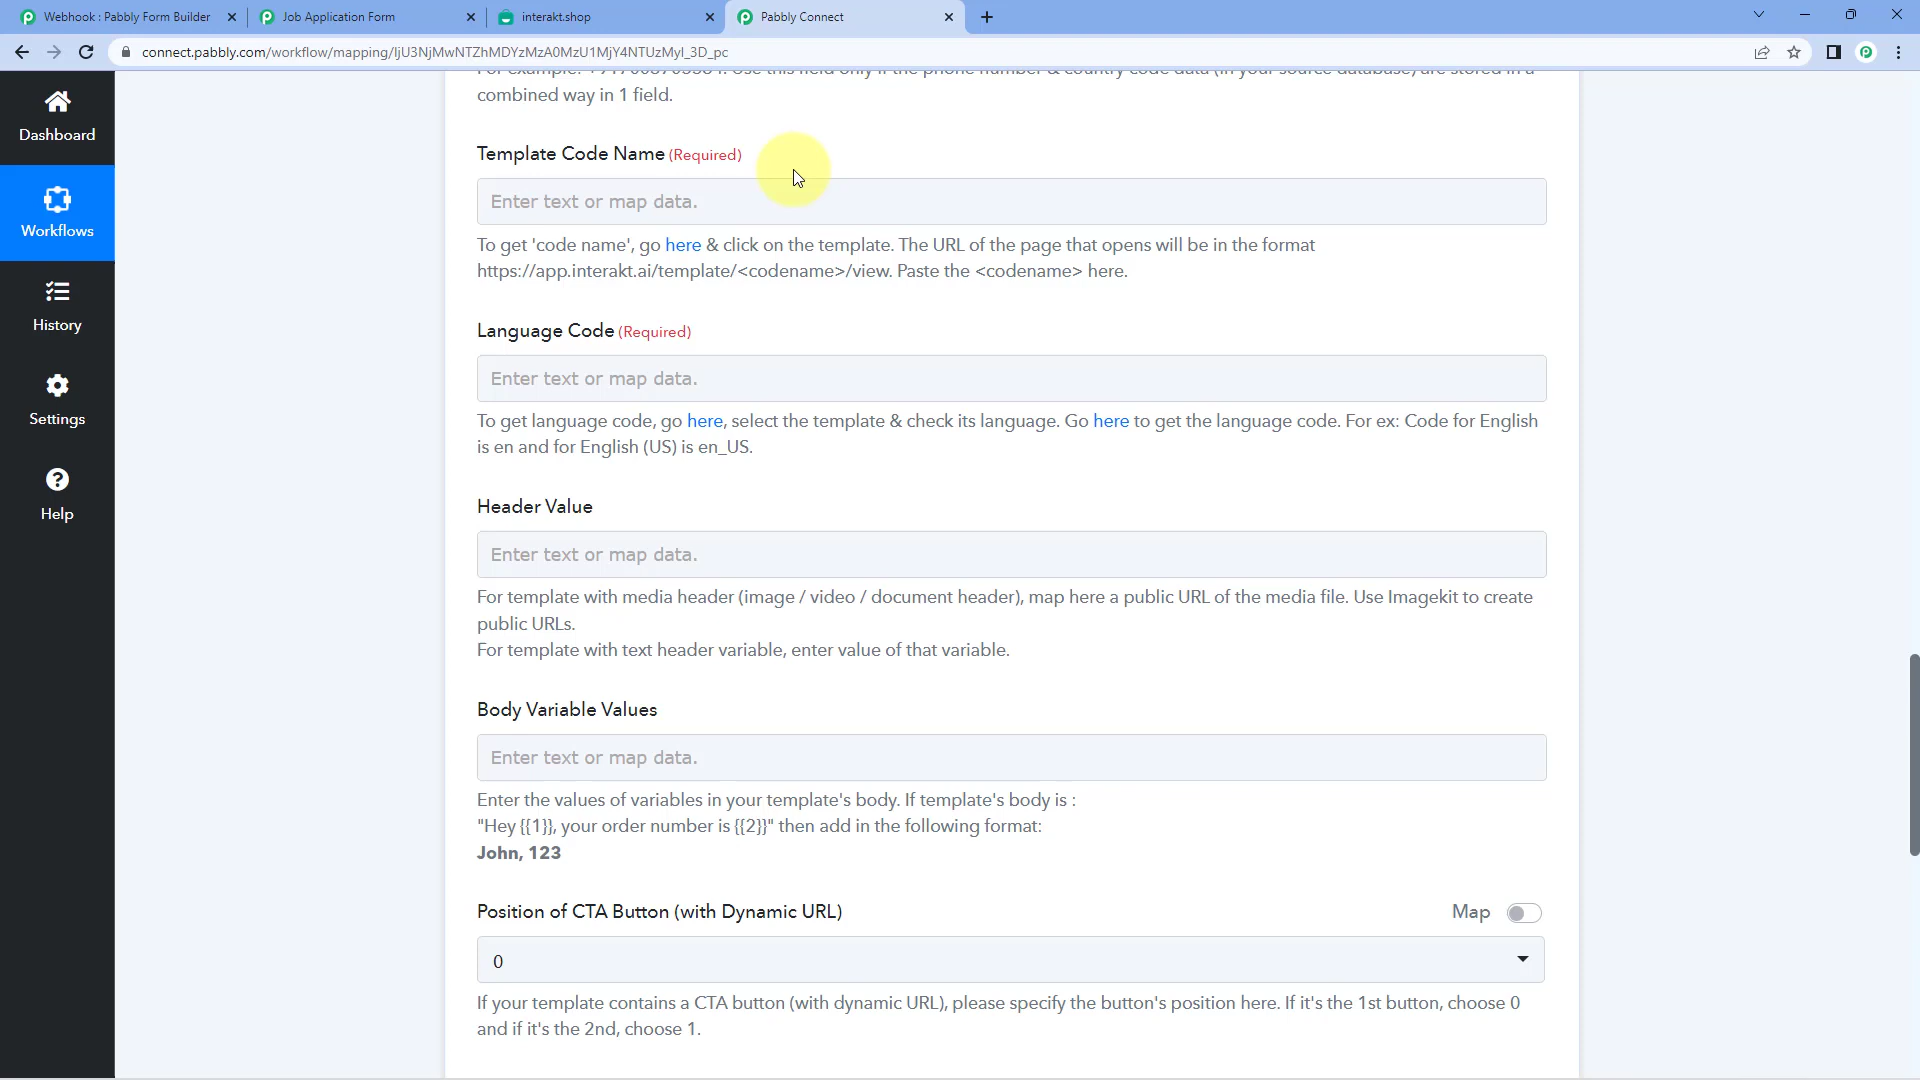 Webhook : Pabbly Form Builder
Job Application Form
interakt.shop
Pabbly Connect
connect.pabbly.com/workflow/mapping/IjU3NjMwNTZhMDYzMzA0MzU1MjY4NTUzMyI_3D_pc
combined way in 1 field.
Dashboard
Workflows
History
Settings
Help
Template Code Name (Required)
Enter text or map data.
To get 'code name', go here & click on the template. The URL of the page that opens will be in the format
https://app.interakt.ai/template/<codename>/view. Paste the <codename> here.
Language Code (Required)
Enter text or map data.
To get language code, go here, select the template & check its language. Go here to get the language code. For ex: Code for English
is en and for English (US) is en_US.
Header Value
Enter text or map data.
For template with media header (image / video / document header), map here a public URL of the media file. Use Imagekit to create
public URLs.
For template with text header variable, enter value of that variable.
Body Variable Values
Enter text or map data.
Enter the values of variables in your template's body. If template's body is :
"Hey {{1}}, your order number is {{2}}" then add in the following format:
John, 123
Position of CTA Button (with Dynamic URL)
Map
0
If your template contains a CTA button (with dynamic URL), please specify the button's position here. If it's the 1st button, choose 0
and if it's the 2nd, choose 1.